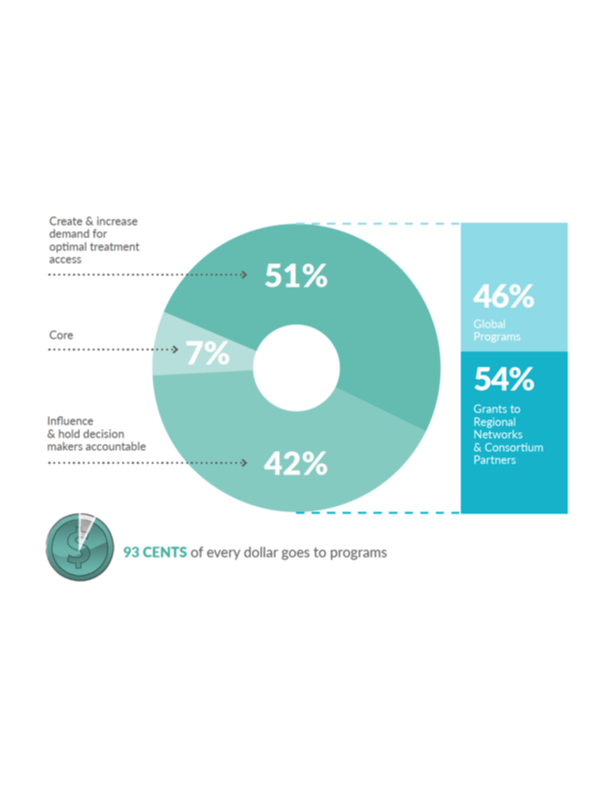 Create & increase
demand for
optimal treatment
access
51%
Core
7%
Influence
& hold decision
makers accountable
42%
46%
Global
Programs
54%
Grants to
Regional
Networks
& Consortium
Partners
$
93 CENTS of every dollar goes to programs